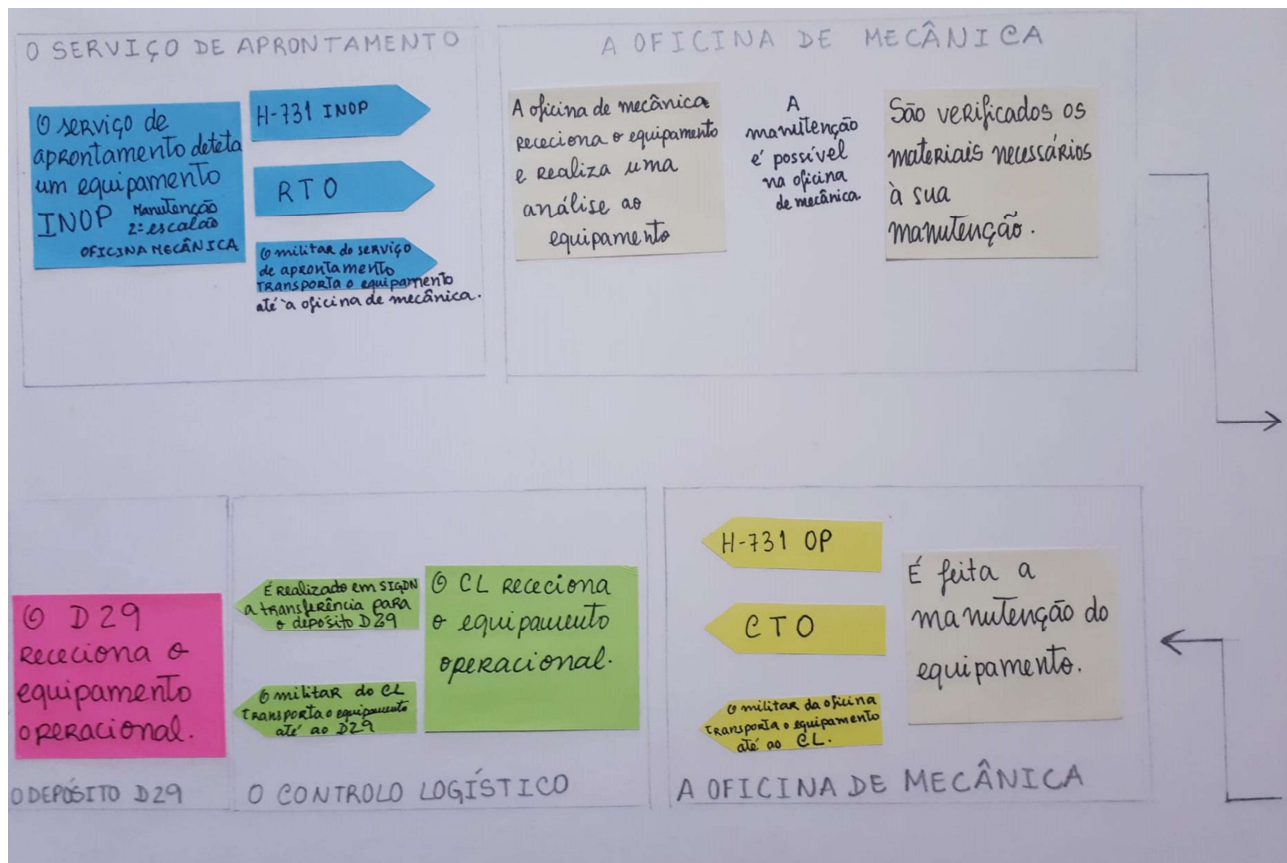 O SERVIÇO DE APRONTAMENTO
O serviço de
aprontamento deteta
um equipamento
INOP Manutenção
2º escalão
OFICINA MECÂNICA
H-731 INOP
RTO
O militar do serviço
de aprontamento
transporta o equipamento
até à oficina de mecânica.
A OFICINA DE MECÂNICA
A oficina de mecânica
receciona o equipamento
e realiza uma
análise ao
equipamento
A
manutenção
é possível
na oficina
de mecânica.
São verificados os
materiais necessários
à sua
manutenção.
O D29
receciona o
equipamento
operacional.
O DEPÓSITO D29
É realizado em SIGDN
a transferência para
o depósito D29
O militar do CL
transporta o equipamento
até ao D29
O CL receciona
o equipamento
operacional.
O CONTROLO LOGÍSTICO
H-731 OP
CTO
O militar da oficina
transporta o equipamento
até ao CL.
É feita a
manutenção do
equipamento.
A OFICINA DE MECÂNICA